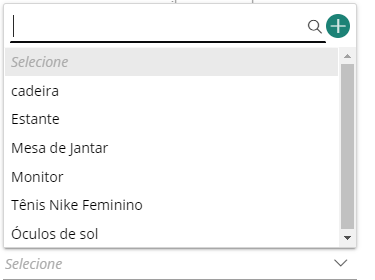 Selecione
cadeira
Estante
Mesa de Jantar
Monitor
Tênis Nike Feminino
Óculos de sol
Selecione